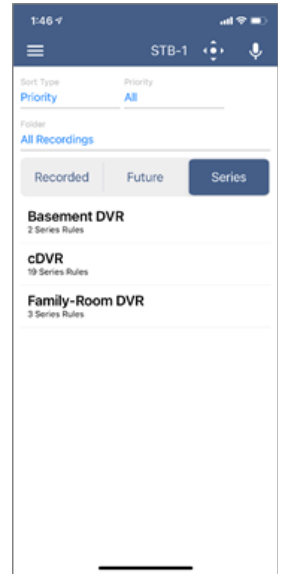 1:46
STB-1
Sort Type Priority
Priority All
Folder
All Recordings
Recorded Future Series
Basement DVR
2 Series Rules
cDVR
19 Series Rules
Family-Room DVR
3 Series Rules